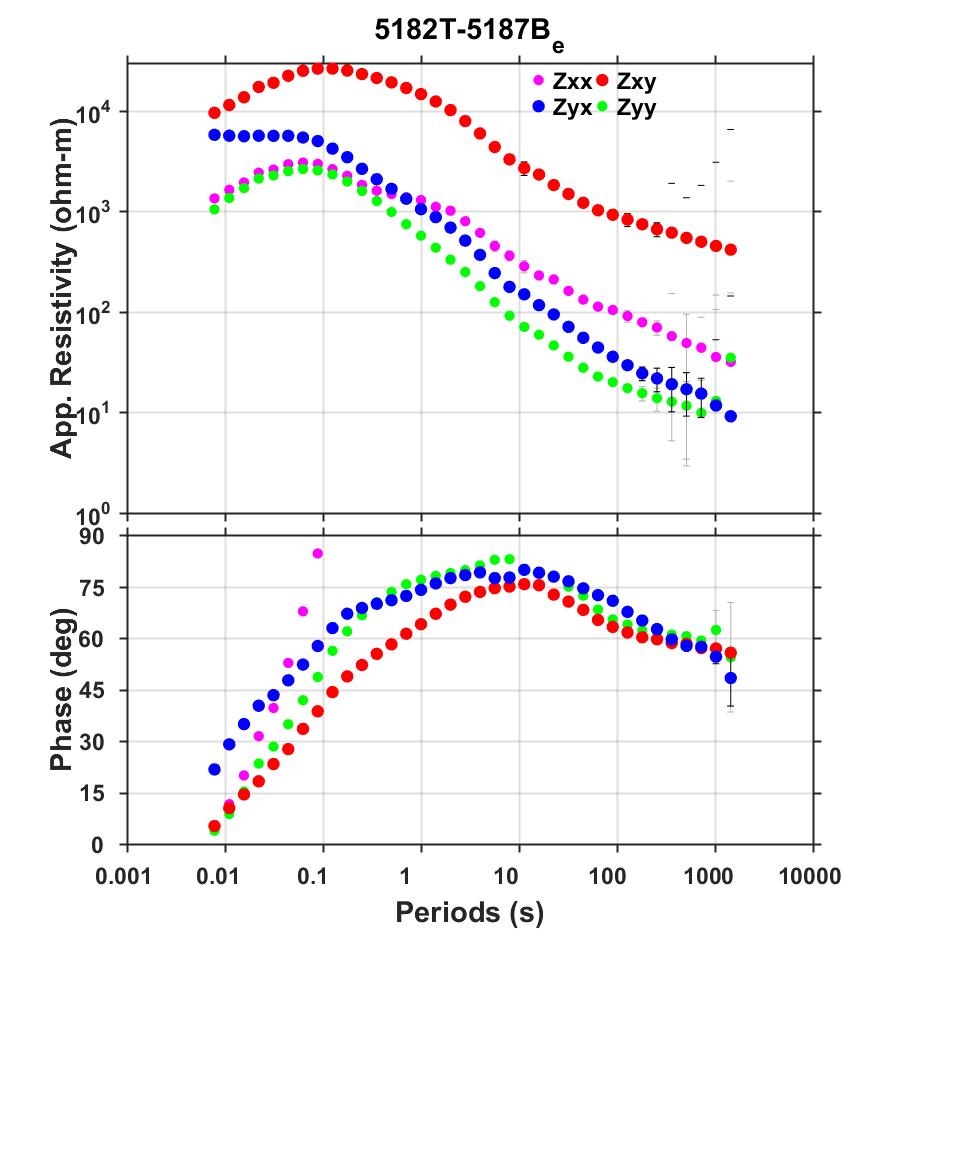 5182T-5187Be
Zxx Zxy
Zyx Zyy
App. Resistivity (ohm-m)
10^4
10^3
10^2
10^1
10^0
Phase (deg)
90
75
60
45
30
15
0
0.001 0.01 0.1 1 10 100 1000 10000
Periods (s)